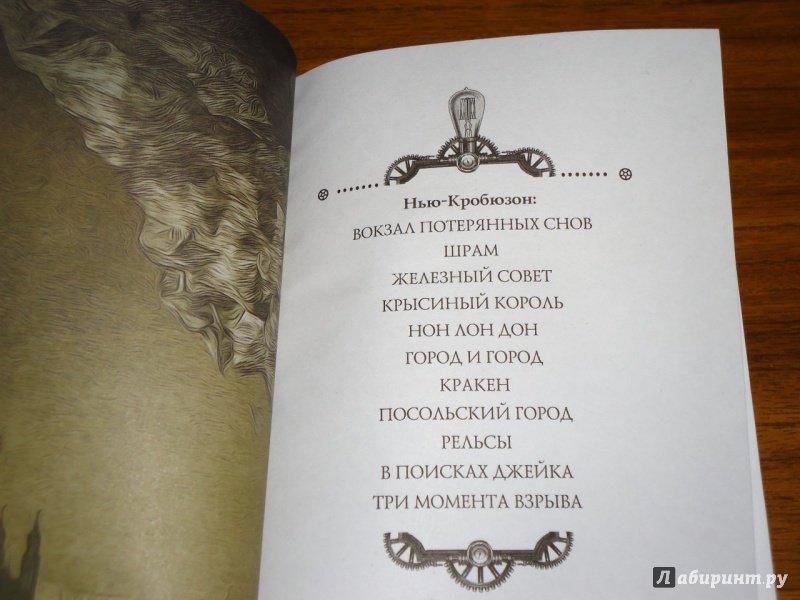 Нью-Кробюзон:
ВОКЗАЛ ПОТЕРЯННЫХ СНОВ
ШРАМ
ЖЕЛЕЗНЫЙ СОВЕТ
КРЫСИНЫЙ КОРОЛЬ
НОН ЛОН ДОН
ГОРОД И ГОРОД
КРАКЕН
ПОСОЛЬСКИЙ ГОРОД
РЕЛЬСЫ
В ПОИСКАХ ДЖЕЙКА
ТРИ МОМЕНТА ВЗРЫВА
Лабиринт.ру